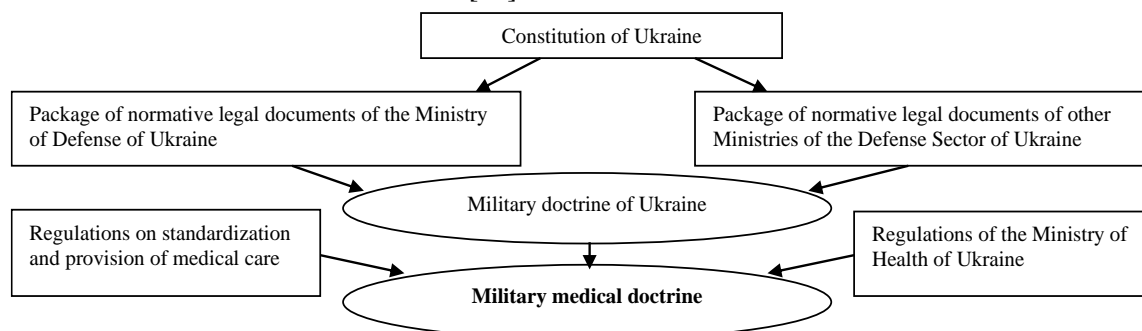 Constitution of Ukraine
Package of normative legal documents of the Ministry
of Defense of Ukraine
Package of normative legal documents of other
Ministries of the Defense Sector of Ukraine
Military doctrine of Ukraine
Regulations on standardization
and provision of medical care
Regulations of the Ministry of
Health of Ukraine
Military medical doctrine